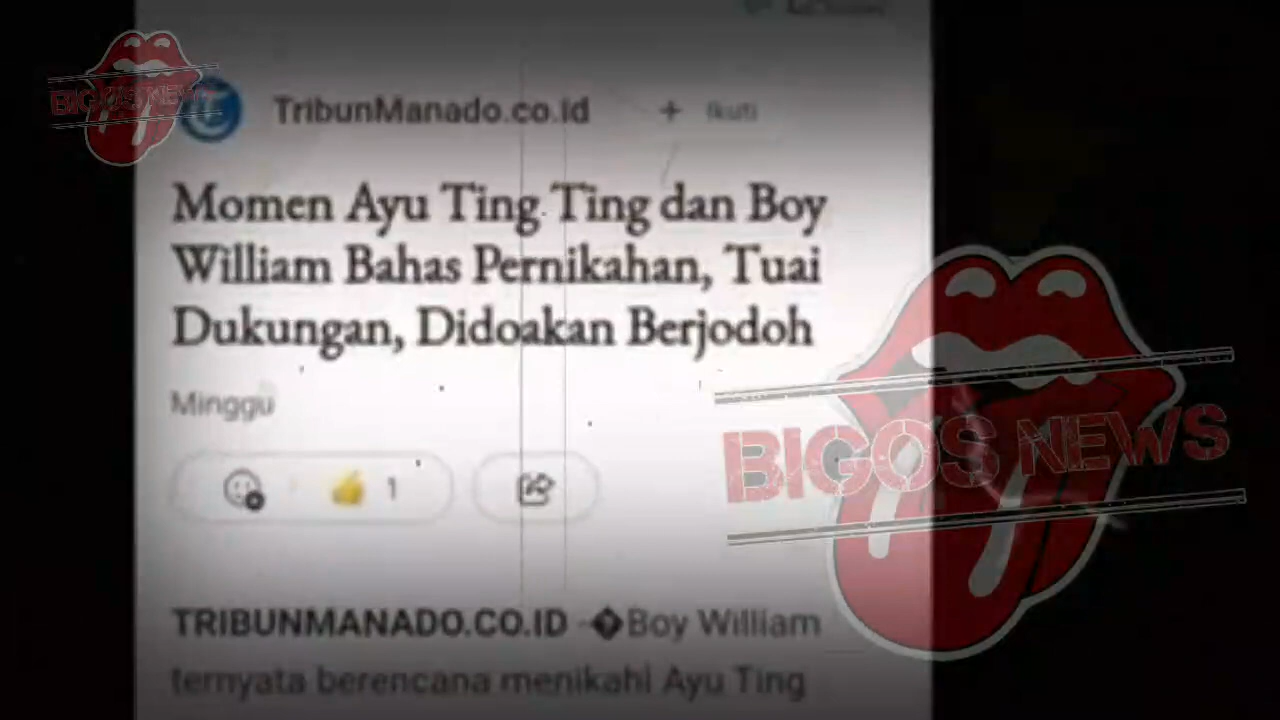 BIGOS NEWS
TribunManado.co.id + Ikuti
Momen Ayu Ting Ting dan Boy
William Bahas Pernikahan, Tuai
Dukungan, Didoakan Berjodoh
Minggu
1
BIGOS NEWS
TRIBUNMANADO.CO.ID -�Boy William
ternyata berencana menikahi Ayu Ting